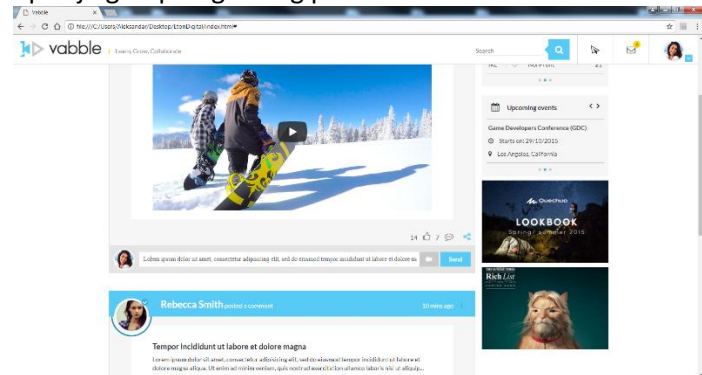 Vabble
file:///C:/Users/Aleksandar/Desktop/LtonDigital/index.html#
vabble
Learn, Grow, Collaborate
Search
Upcoming events
Game Developers Conference (GDC)
Starts on: 29/10/2015
Los Angeles, California
Quechua
LOOKBOOK
Spring/ summer 2015
14
7
Lorem ipsum dolor sit amet, consectetur adipiscing elit, sed do eiusmod tempor incididunt ut labore et dolore m
Send
Rich List
Rebecca Smith posted a comment
10 mins ago
Tempor incididunt ut labore et dolore magna
Lorem ipsum dolor sit amet, consectetur adipisicing elit, sed do eiusmod tempor incididunt ut labore et
dolore magna aliqua. Ut enim ad minim veniam, quis nostrud exercitation ullamco laboris nisi ut aliquip...